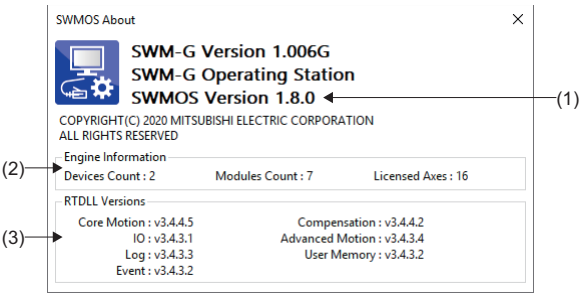 SWMOS About
SWM-G Version 1.006G
SWM-G Operating Station
SWMOS Version 1.8.0
(1)
COPYRIGHT(C) 2020 MITSUBISHI ELECTRIC CORPORATION
ALL RIGHTS RESERVED
Engine Information
(2)
Devices Count : 2 Modules Count : 7 Licensed Axes : 16
RTDLL Versions
Core Motion : v3.4.4.5 Compensation : v3.4.4.2
(3)
IO : v3.4.3.1 Advanced Motion : v3.4.3.4
Log : v3.4.3.3 User Memory : v3.4.3.2
Event : v3.4.3.2